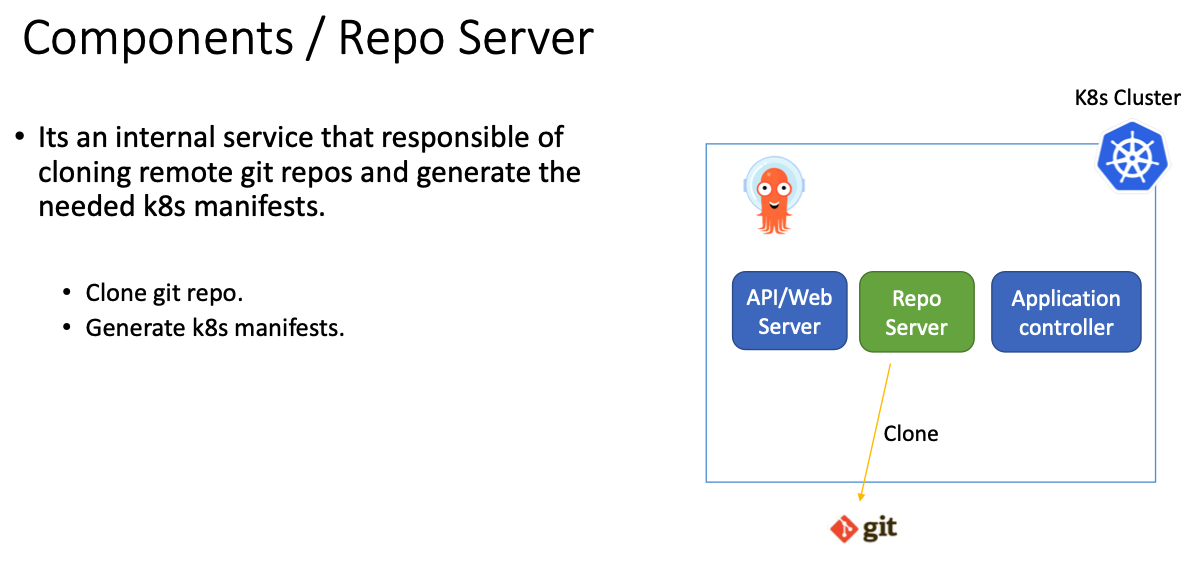 Components / Repo Server
• Its an internal service that responsible of
cloning remote git repos and generate the
needed k8s manifests.
• Clone git repo.
• Generate k8s manifests.
K8s Cluster
API/Web
Server
Repo
Server
Application
controller
Clone
git